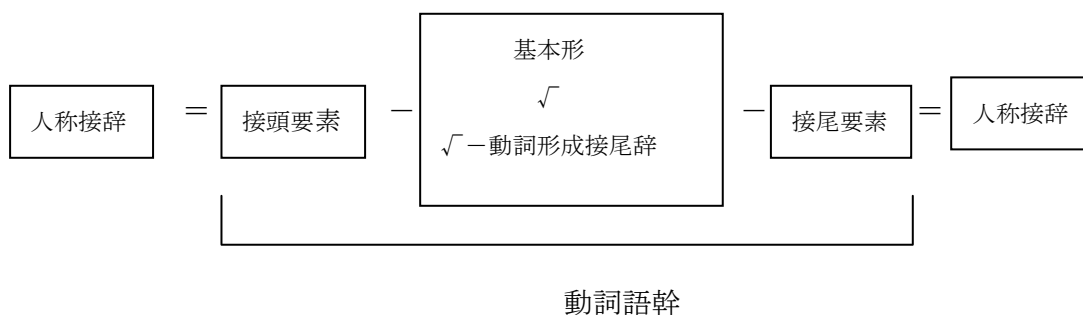 基本形
√
√－動詞形成接尾辞
人称接辞 ＝ 接頭要素 － － 接尾要素 ＝ 人称接辞
動詞語幹